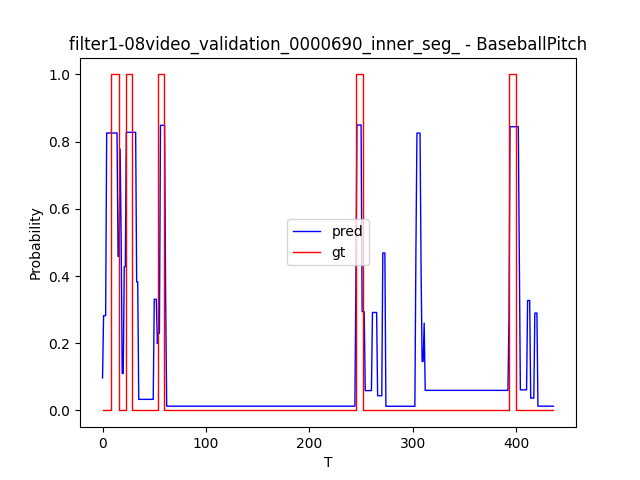 filter1-08video_validation_0000690_inner_seg_ - BaseballPitch
1.0
0.8
0.6
0.4
0.2
0.0
Probability
pred
gt
0
100
200
300
400
T